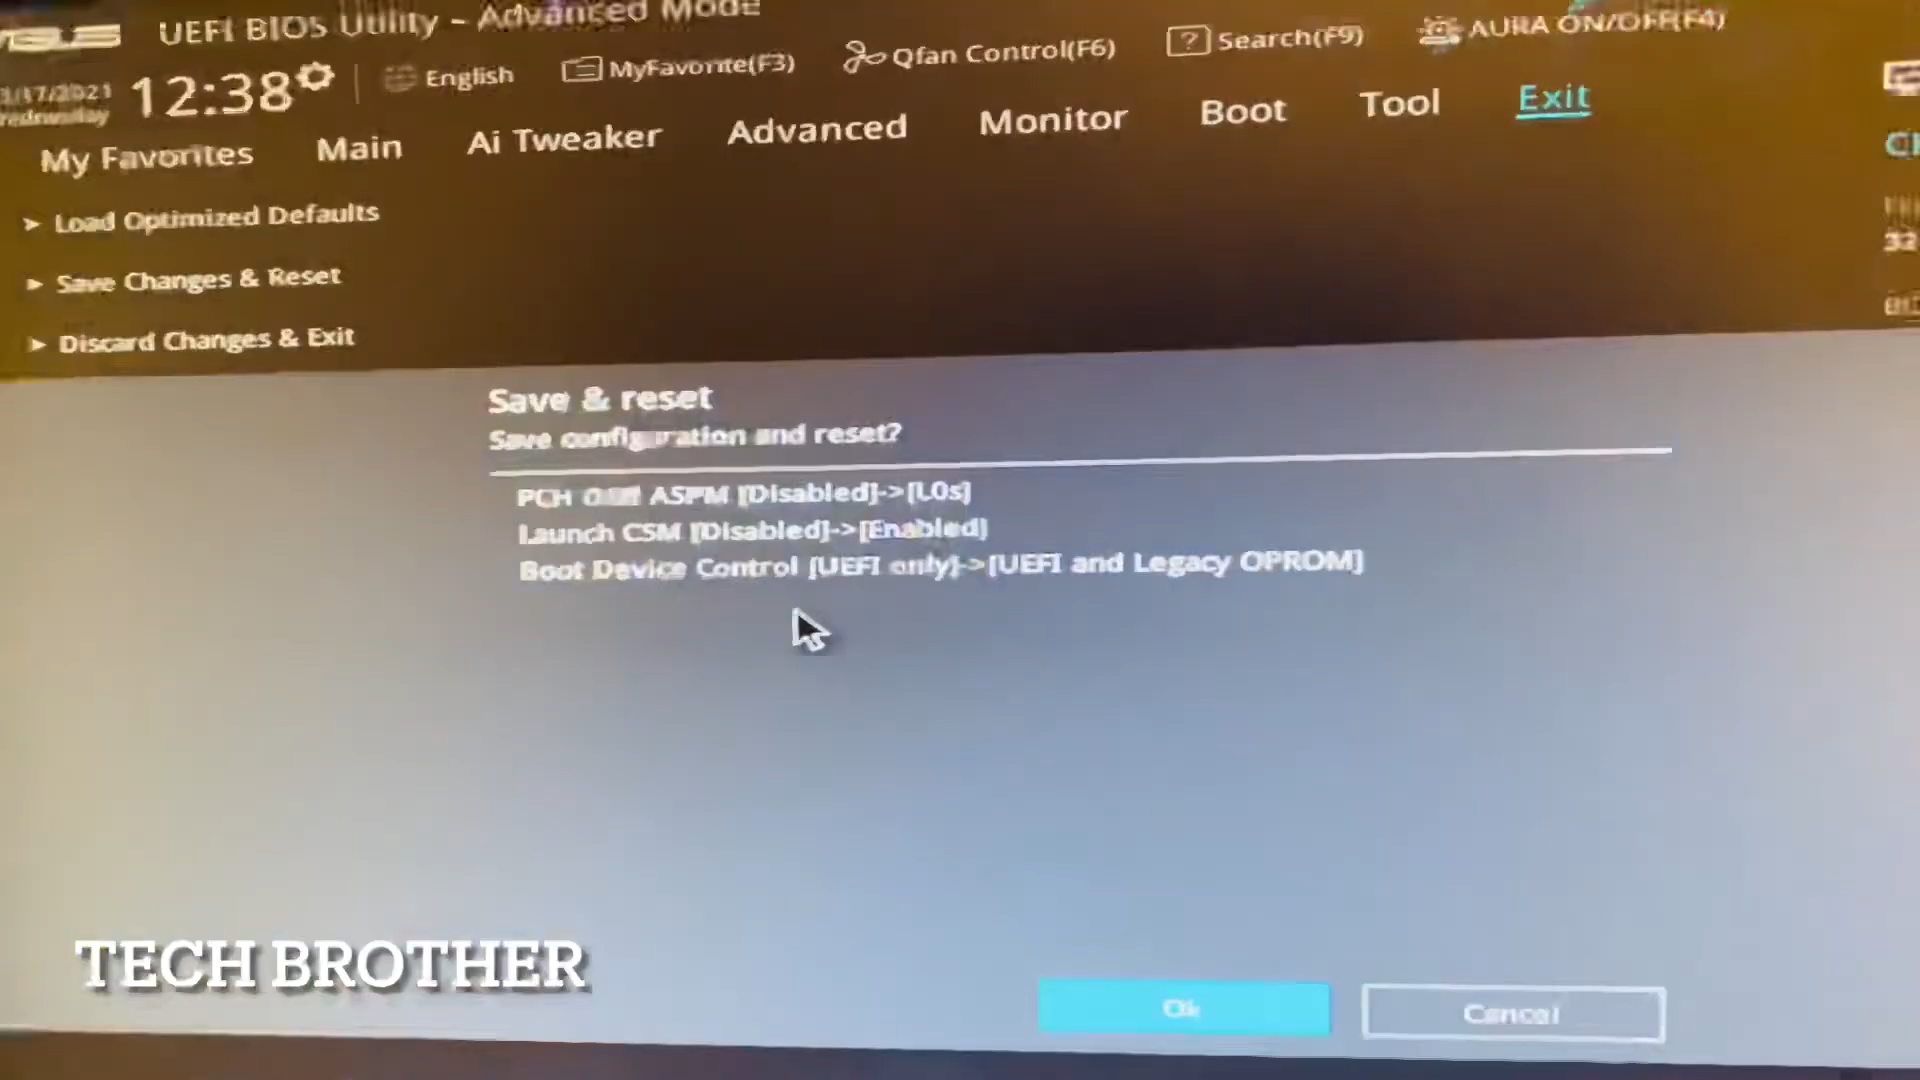 ASUS UEFI BIOS Utility – Advanced Mode
12:38 English MyFavorite(F3) Qfan Control(F6) Search(F9) AURA ON/OFF(F4)
My Favorites Main Ai Tweaker Advanced Monitor Boot Tool Exit
Load Optimized Defaults
Save Changes & Reset
Discard Changes & Exit
Save & reset
Save configuration and reset?
PCH ASPM [Disabled]->[L0s]
Launch CSM [Disabled]->[Enabled]
Boot Device Control [UEFI only]->[UEFI and Legacy OPROM]
TECH BROTHER
Ok Cancel